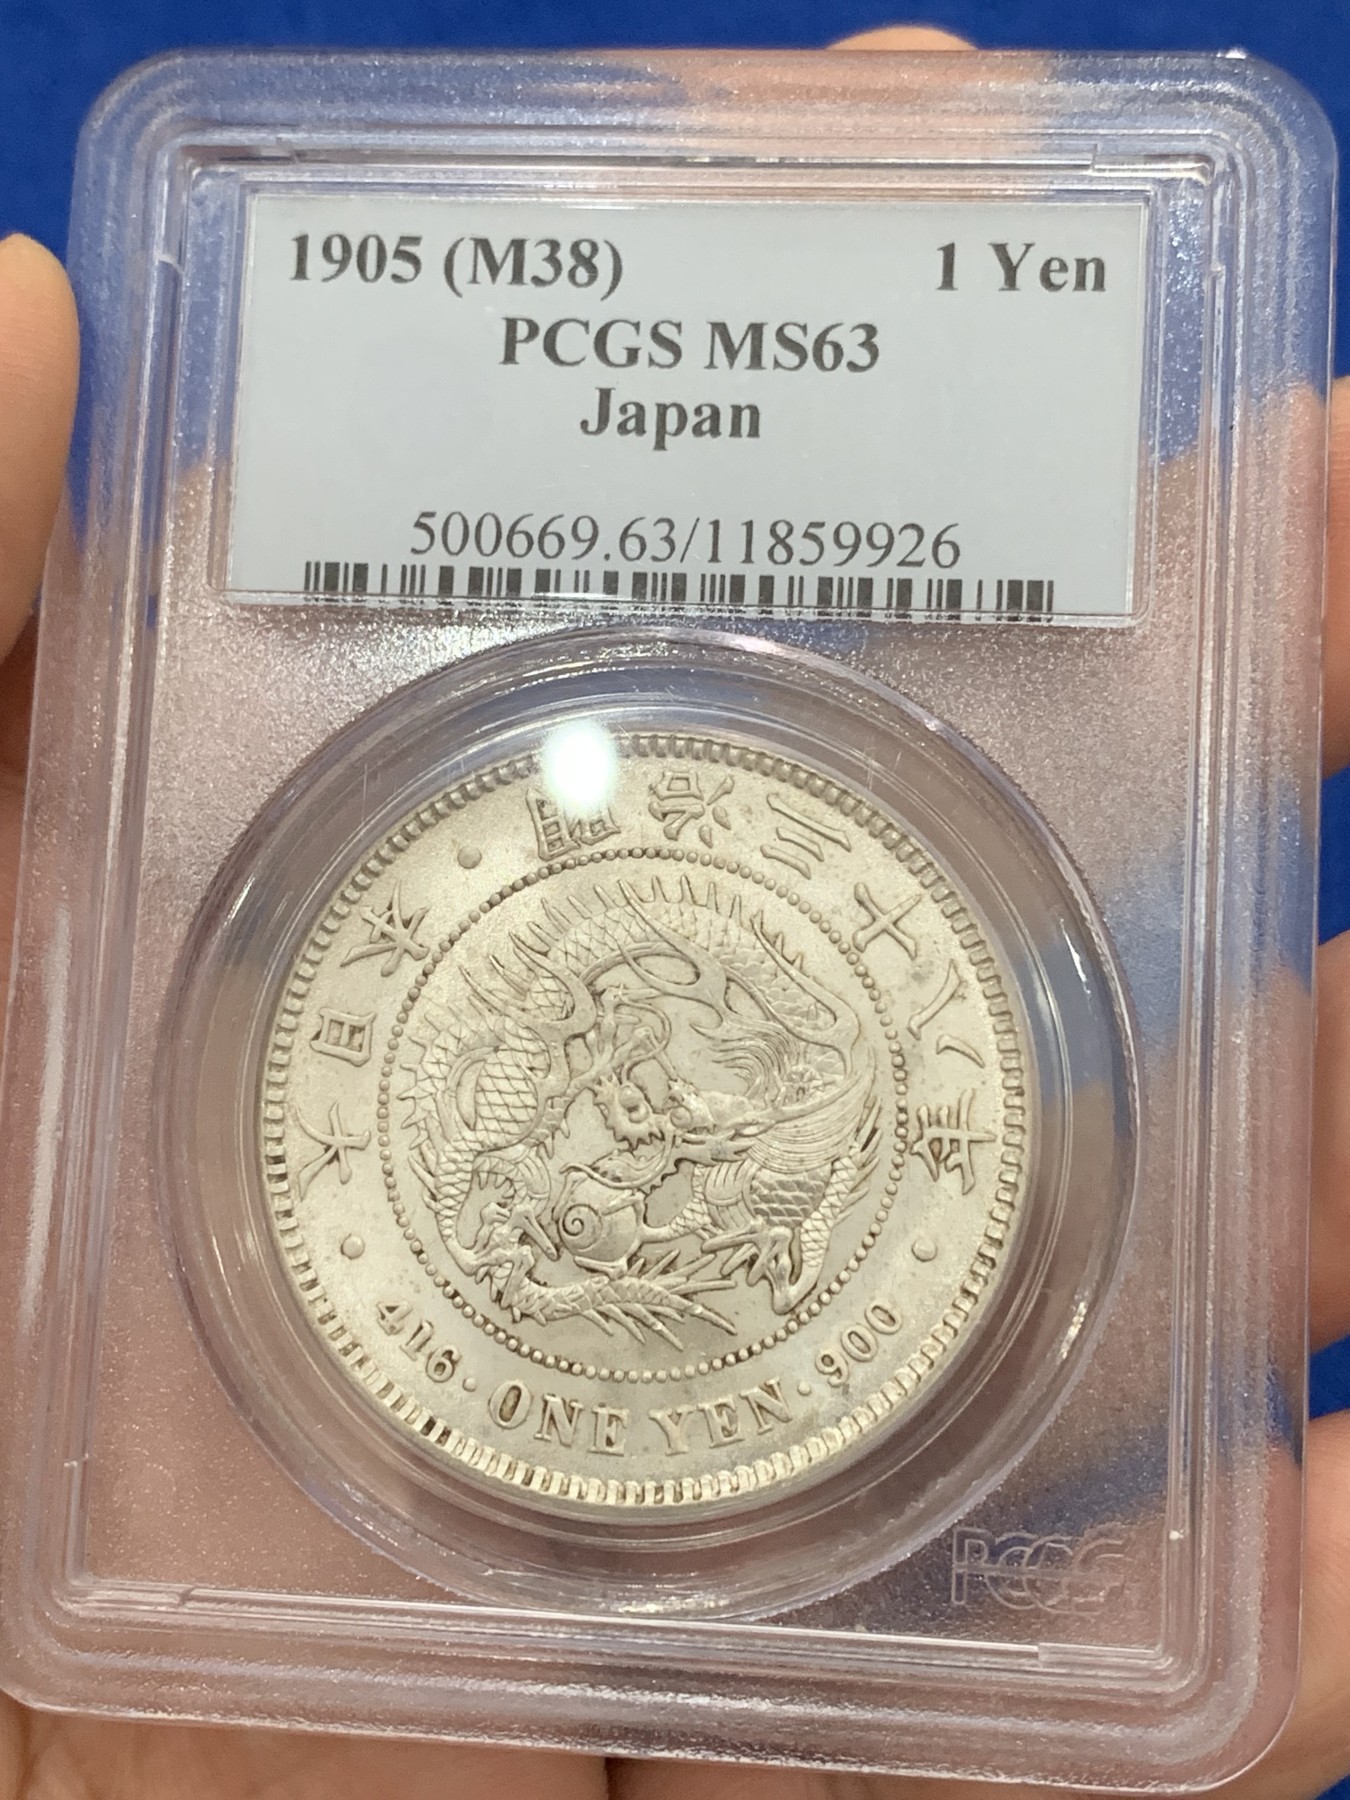 1905 (M38) 1 Yen
PCGS MS63
Japan
500669.63/11859926
大日本・明治三十八年・
416・ONE YEN・900
PCGS